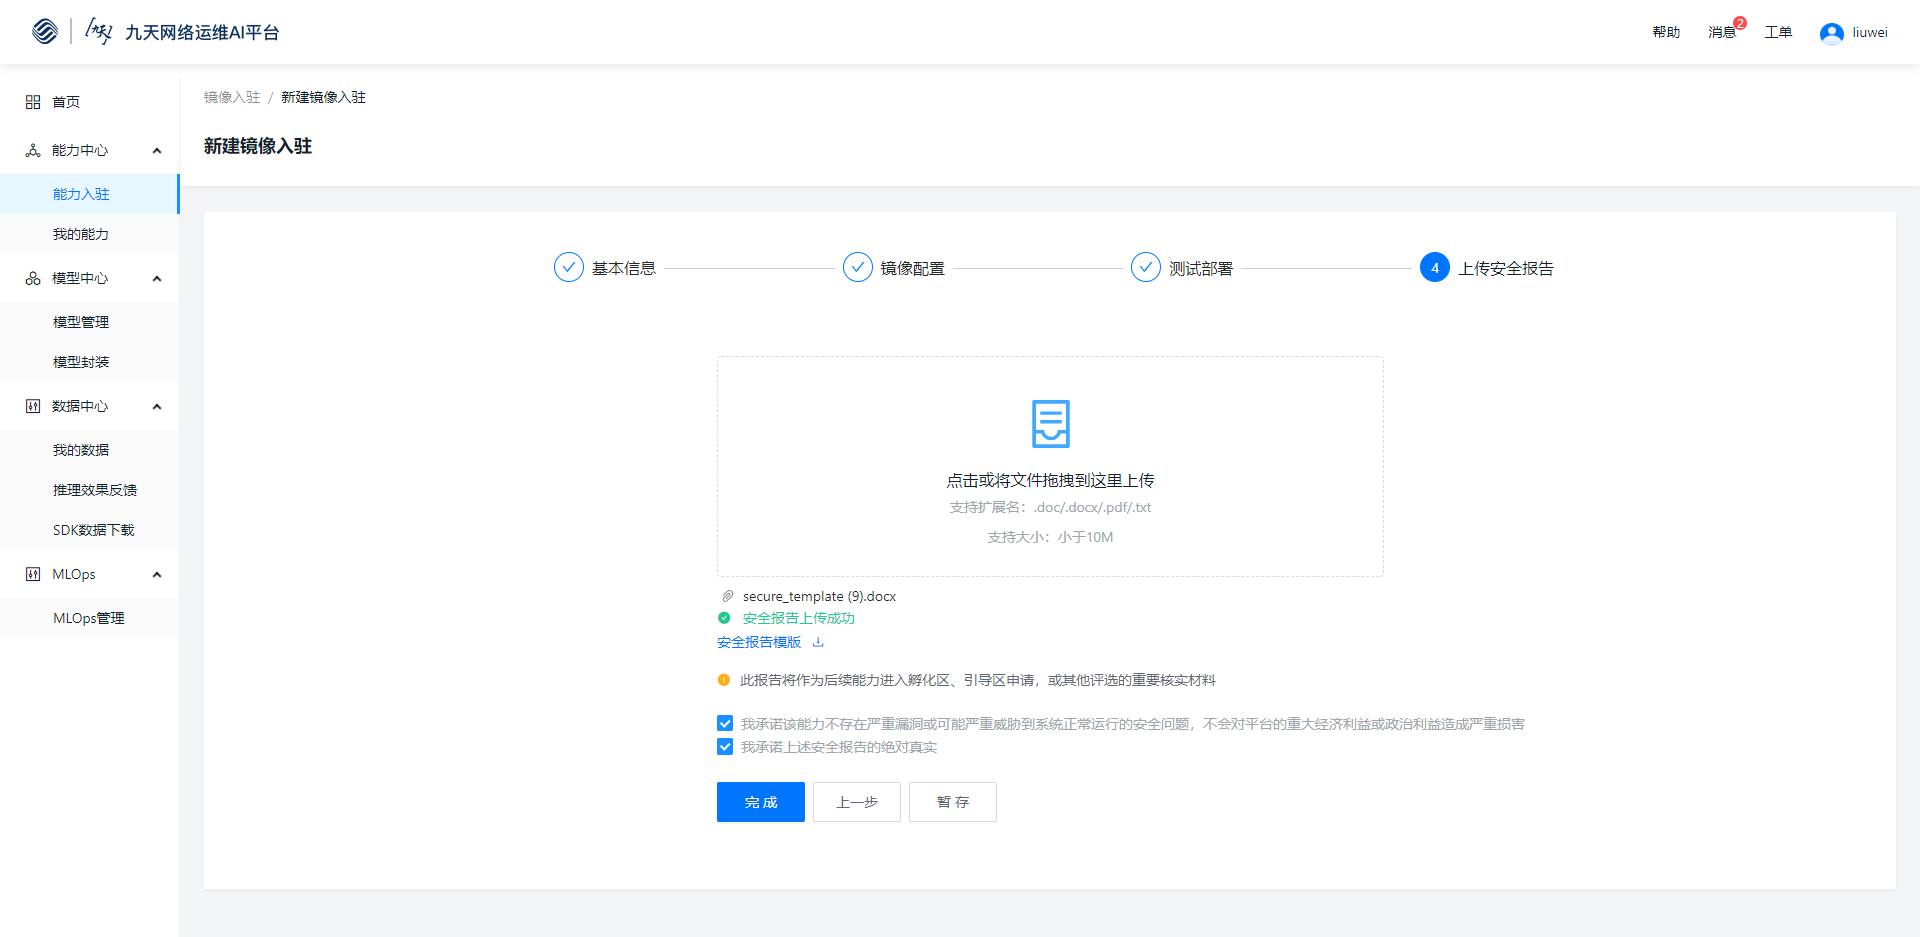 九天 九天网络运维AI平台
帮助 消息 2 工单 liuwei
首页
能力中心
能力入驻
我的能力
模型中心
模型管理
模型封装
数据中心
我的数据
推理效果反馈
SDK数据下载
MLOps
MLOps管理
镜像入驻 / 新建镜像入驻
新建镜像入驻
基本信息 镜像配置 测试部署 4 上传安全报告
点击或将文件拖拽到这里上传
支持扩展名：.doc/.docx/.pdf/.txt
支持大小：小于10M
secure_template (9).docx
安全报告上传成功
安全报告模版
此报告将作为后续能力进入孵化区、引导区申请，或其他评选的重要核实材料
我承诺该能力不存在严重漏洞或可能严重威胁到系统正常运行的安全问题，不会对平台的重大经济利益或政治利益造成严重损害
我承诺上述安全报告的绝对真实
完 成 上一步 暂 存